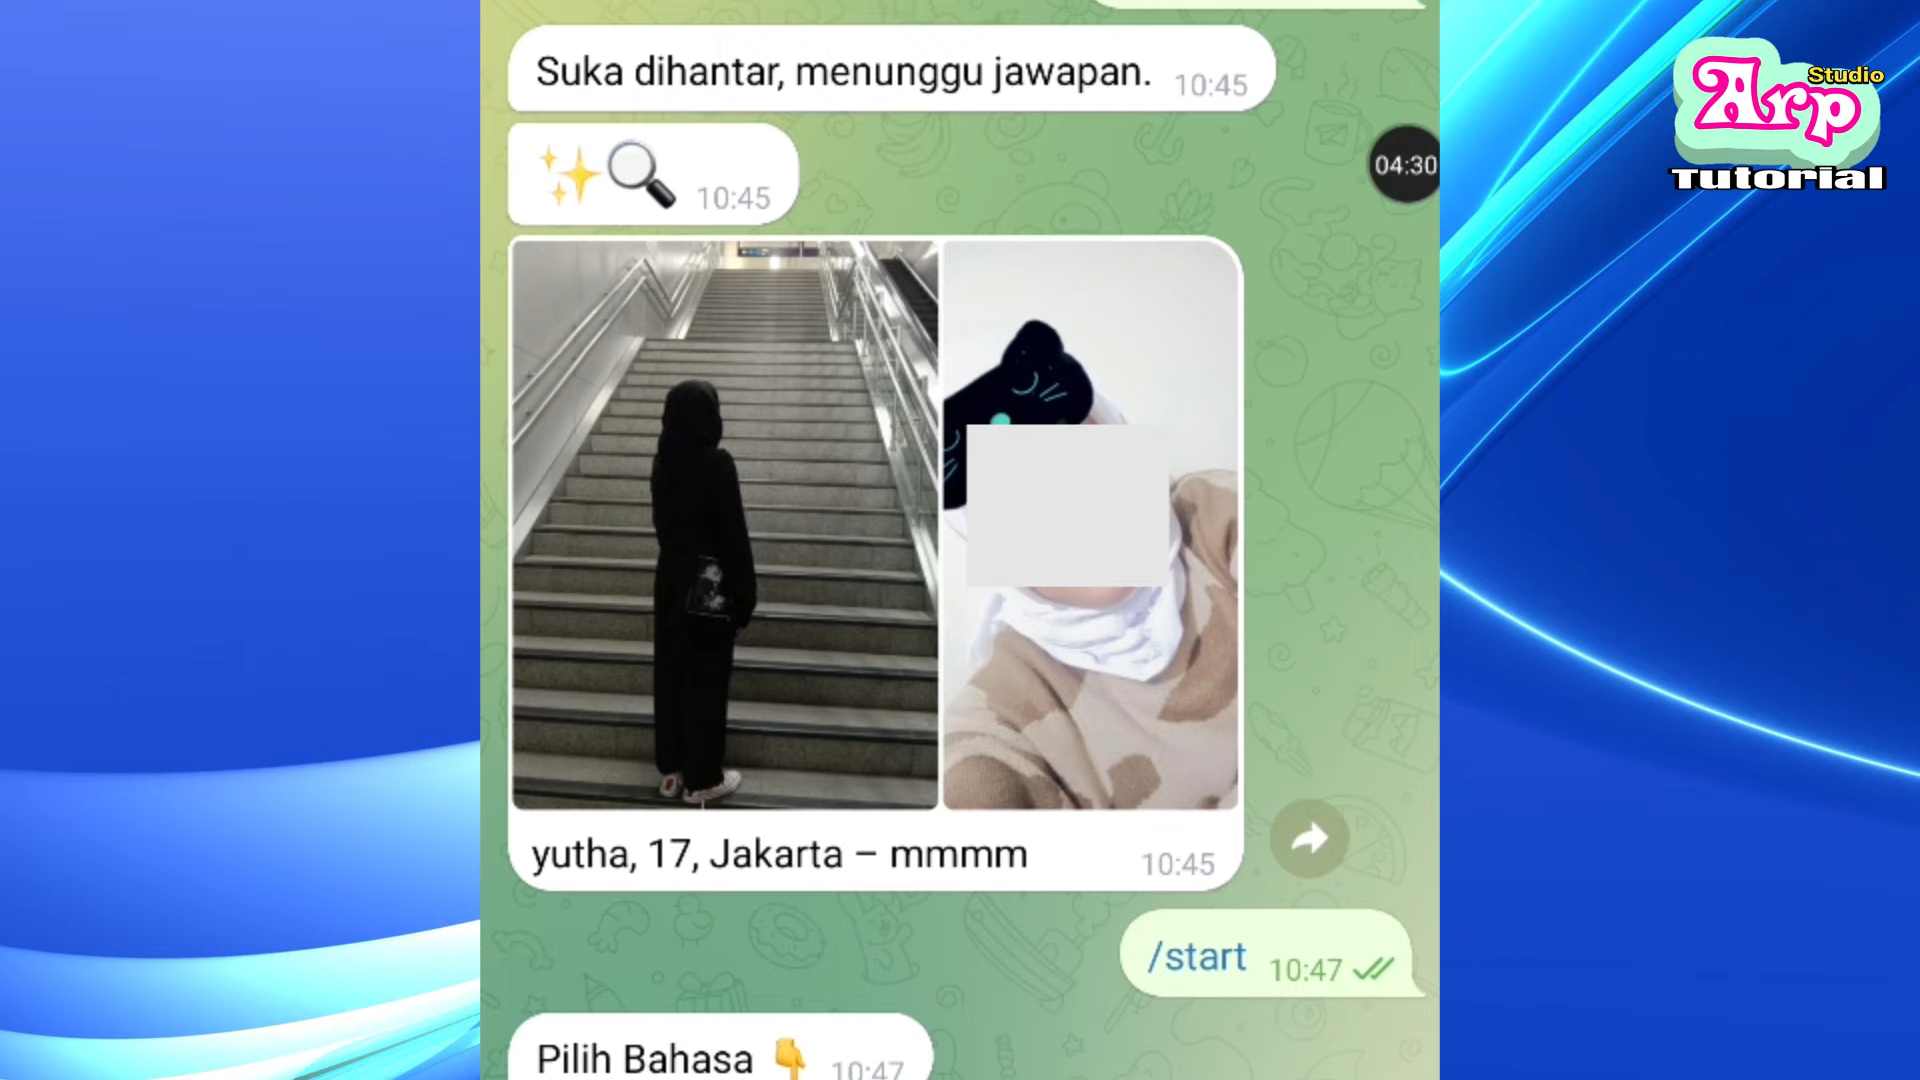 Suka dihantar, menunggu jawapan. 10:45
10:45
04:30
Arp Studio
Tutorial
yutha, 17, Jakarta – mmmm 10:45
/start 10:47
Pilih Bahasa 10:47